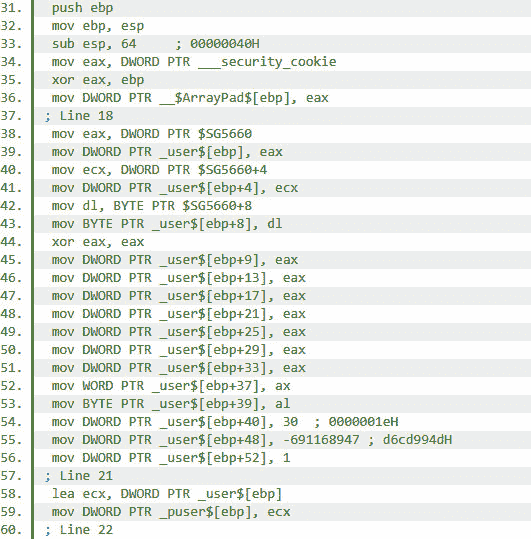 31. push ebp
32. mov ebp, esp
33. sub esp, 64 ; 00000040H
34. mov eax, DWORD PTR ___security_cookie
35. xor eax, ebp
36. mov DWORD PTR __$ArrayPad$[ebp], eax
37. ; Line 18
38. mov eax, DWORD PTR $SG5660
39. mov DWORD PTR _user$[ebp], eax
40. mov ecx, DWORD PTR $SG5660+4
41. mov DWORD PTR _user$[ebp+4], ecx
42. mov dl, BYTE PTR $SG5660+8
43. mov BYTE PTR _user$[ebp+8], dl
44. xor eax, eax
45. mov DWORD PTR _user$[ebp+9], eax
46. mov DWORD PTR _user$[ebp+13], eax
47. mov DWORD PTR _user$[ebp+17], eax
48. mov DWORD PTR _user$[ebp+21], eax
49. mov DWORD PTR _user$[ebp+25], eax
50. mov DWORD PTR _user$[ebp+29], eax
51. mov DWORD PTR _user$[ebp+33], eax
52. mov WORD PTR _user$[ebp+37], ax
53. mov BYTE PTR _user$[ebp+39], al
54. mov DWORD PTR _user$[ebp+40], 30 ; 0000001eH
55. mov DWORD PTR _user$[ebp+48], -691168947 ; d6cd994dH
56. mov DWORD PTR _user$[ebp+52], 1
57. ; Line 21
58. lea ecx, DWORD PTR _user$[ebp]
59. mov DWORD PTR _puser$[ebp], ecx
60. ; Line 22